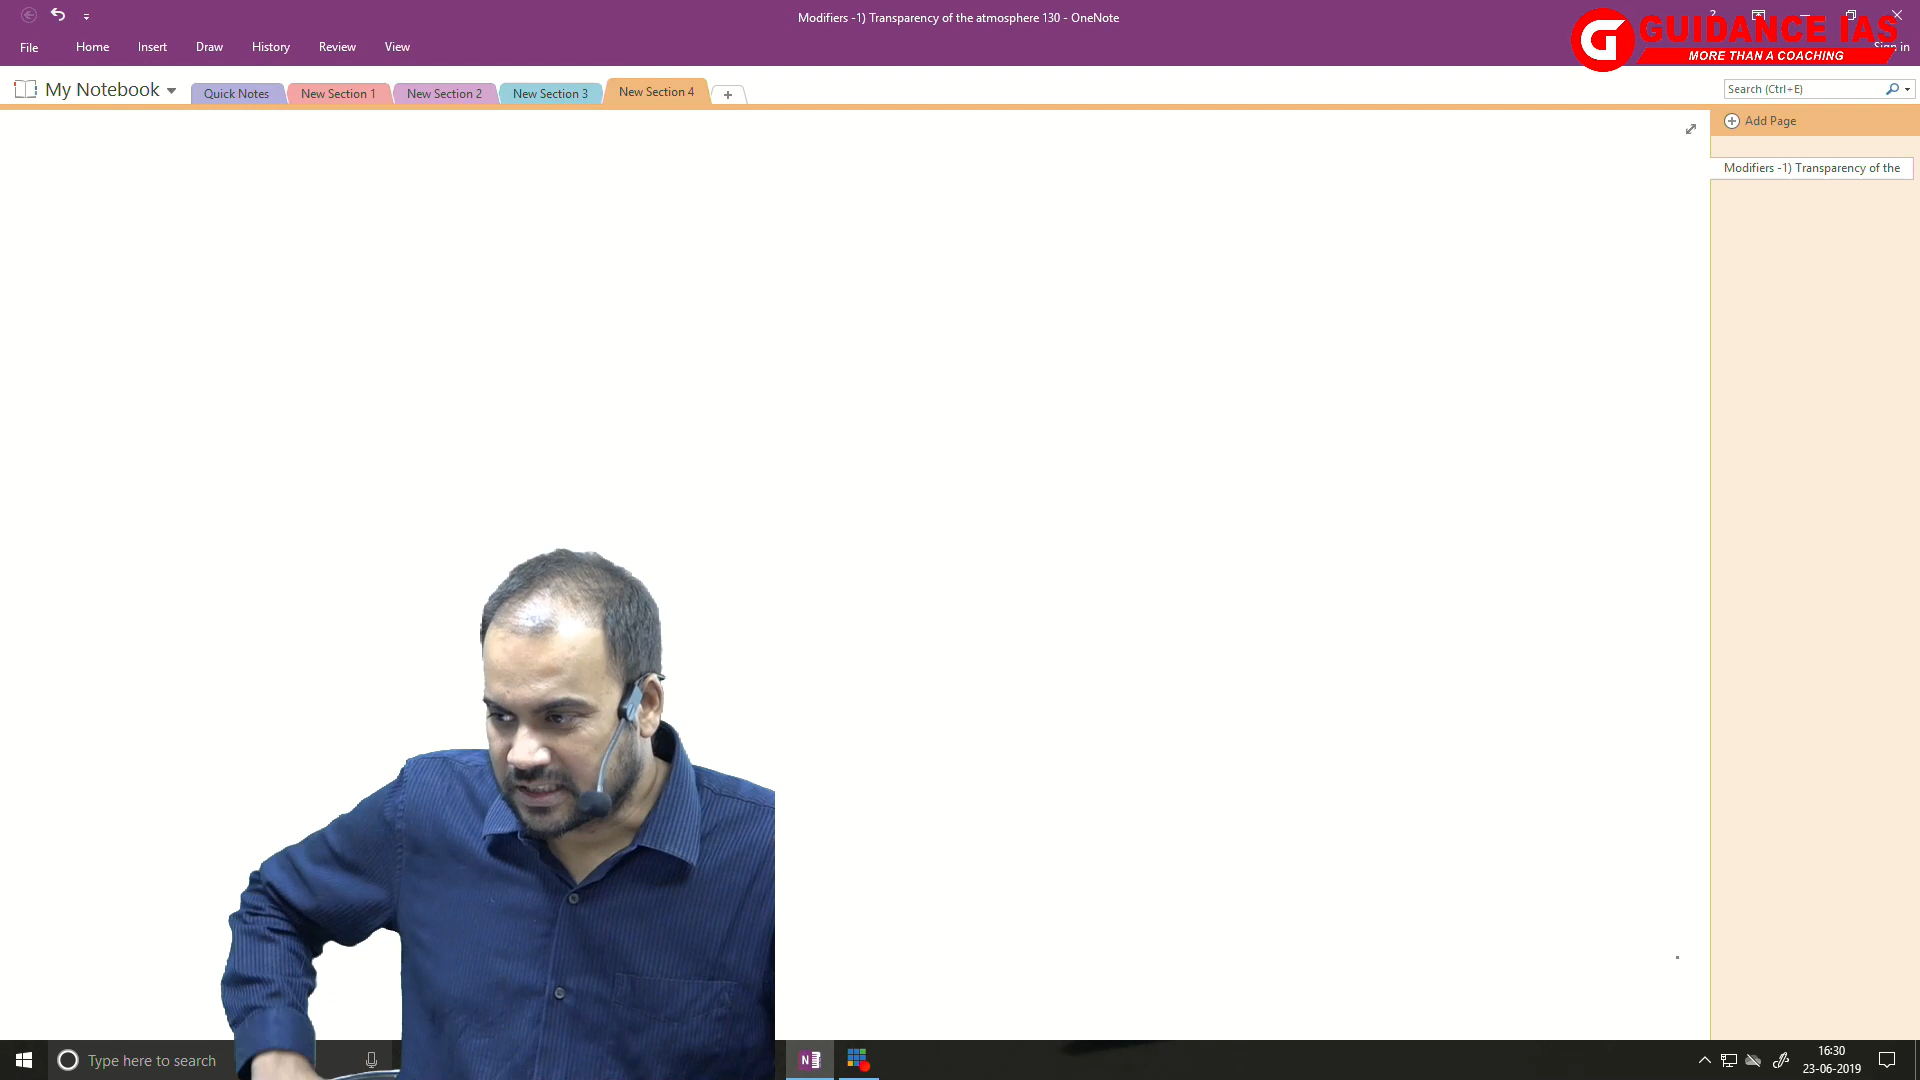 Modifiers -1) Transparency of the atmosphere 130 - OneNote
GUIDANCE IAS
MORE THAN A COACHING
Sign in
File Home Insert Draw History Review View
My Notebook
Quick Notes
New Section 1
New Section 2
New Section 3
New Section 4
Search (Ctrl+E)
Add Page
Modifiers -1) Transparency of the
Type here to search
16:30
23-06-2019